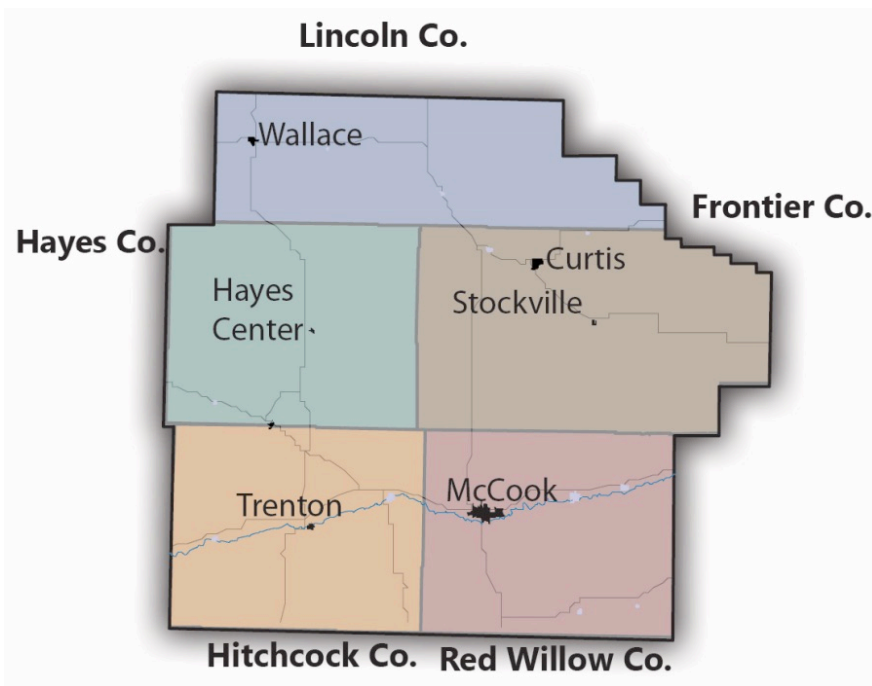 Lincoln Co.
Wallace
Frontier Co.
Hayes Co.
Curtis
Hayes
Center
Stockville
McCook
Trenton
Hitchcock Co.
Red Willow Co.